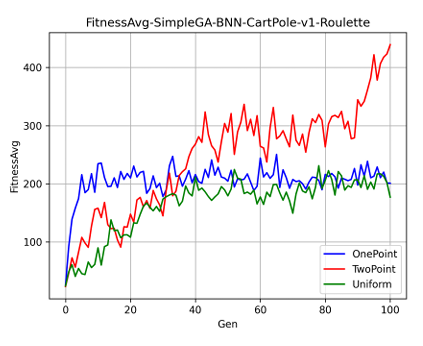 FitnessAvg-SimpleGA-BNN-CartPole-v1-Roulette
FitnessAvg
400
300
200
100
0
20
40
60
80
100
Gen
OnePoint
TwoPoint
Uniform